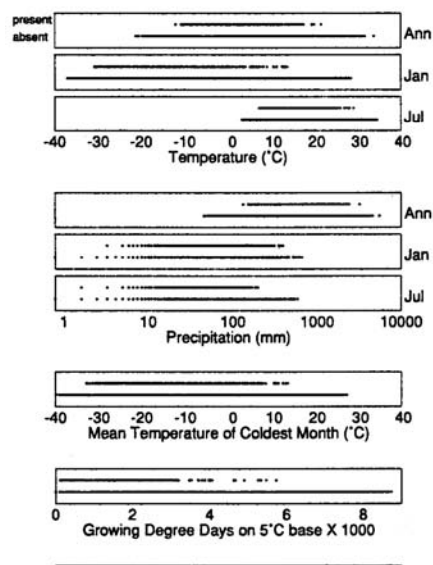 present
absent
Ann
Jan
Jul
-40 -30 -20 -10 0 10 20 30 40
Temperature (˚C)
Ann
Jan
Jul
1 10 100 1000 10000
Precipitation (mm)
-40 -30 -20 -10 0 10 20 30 40
Mean Temperature of Coldest Month (˚C)
0 2 4 6 8
Growing Degree Days on 5˚C base X 1000